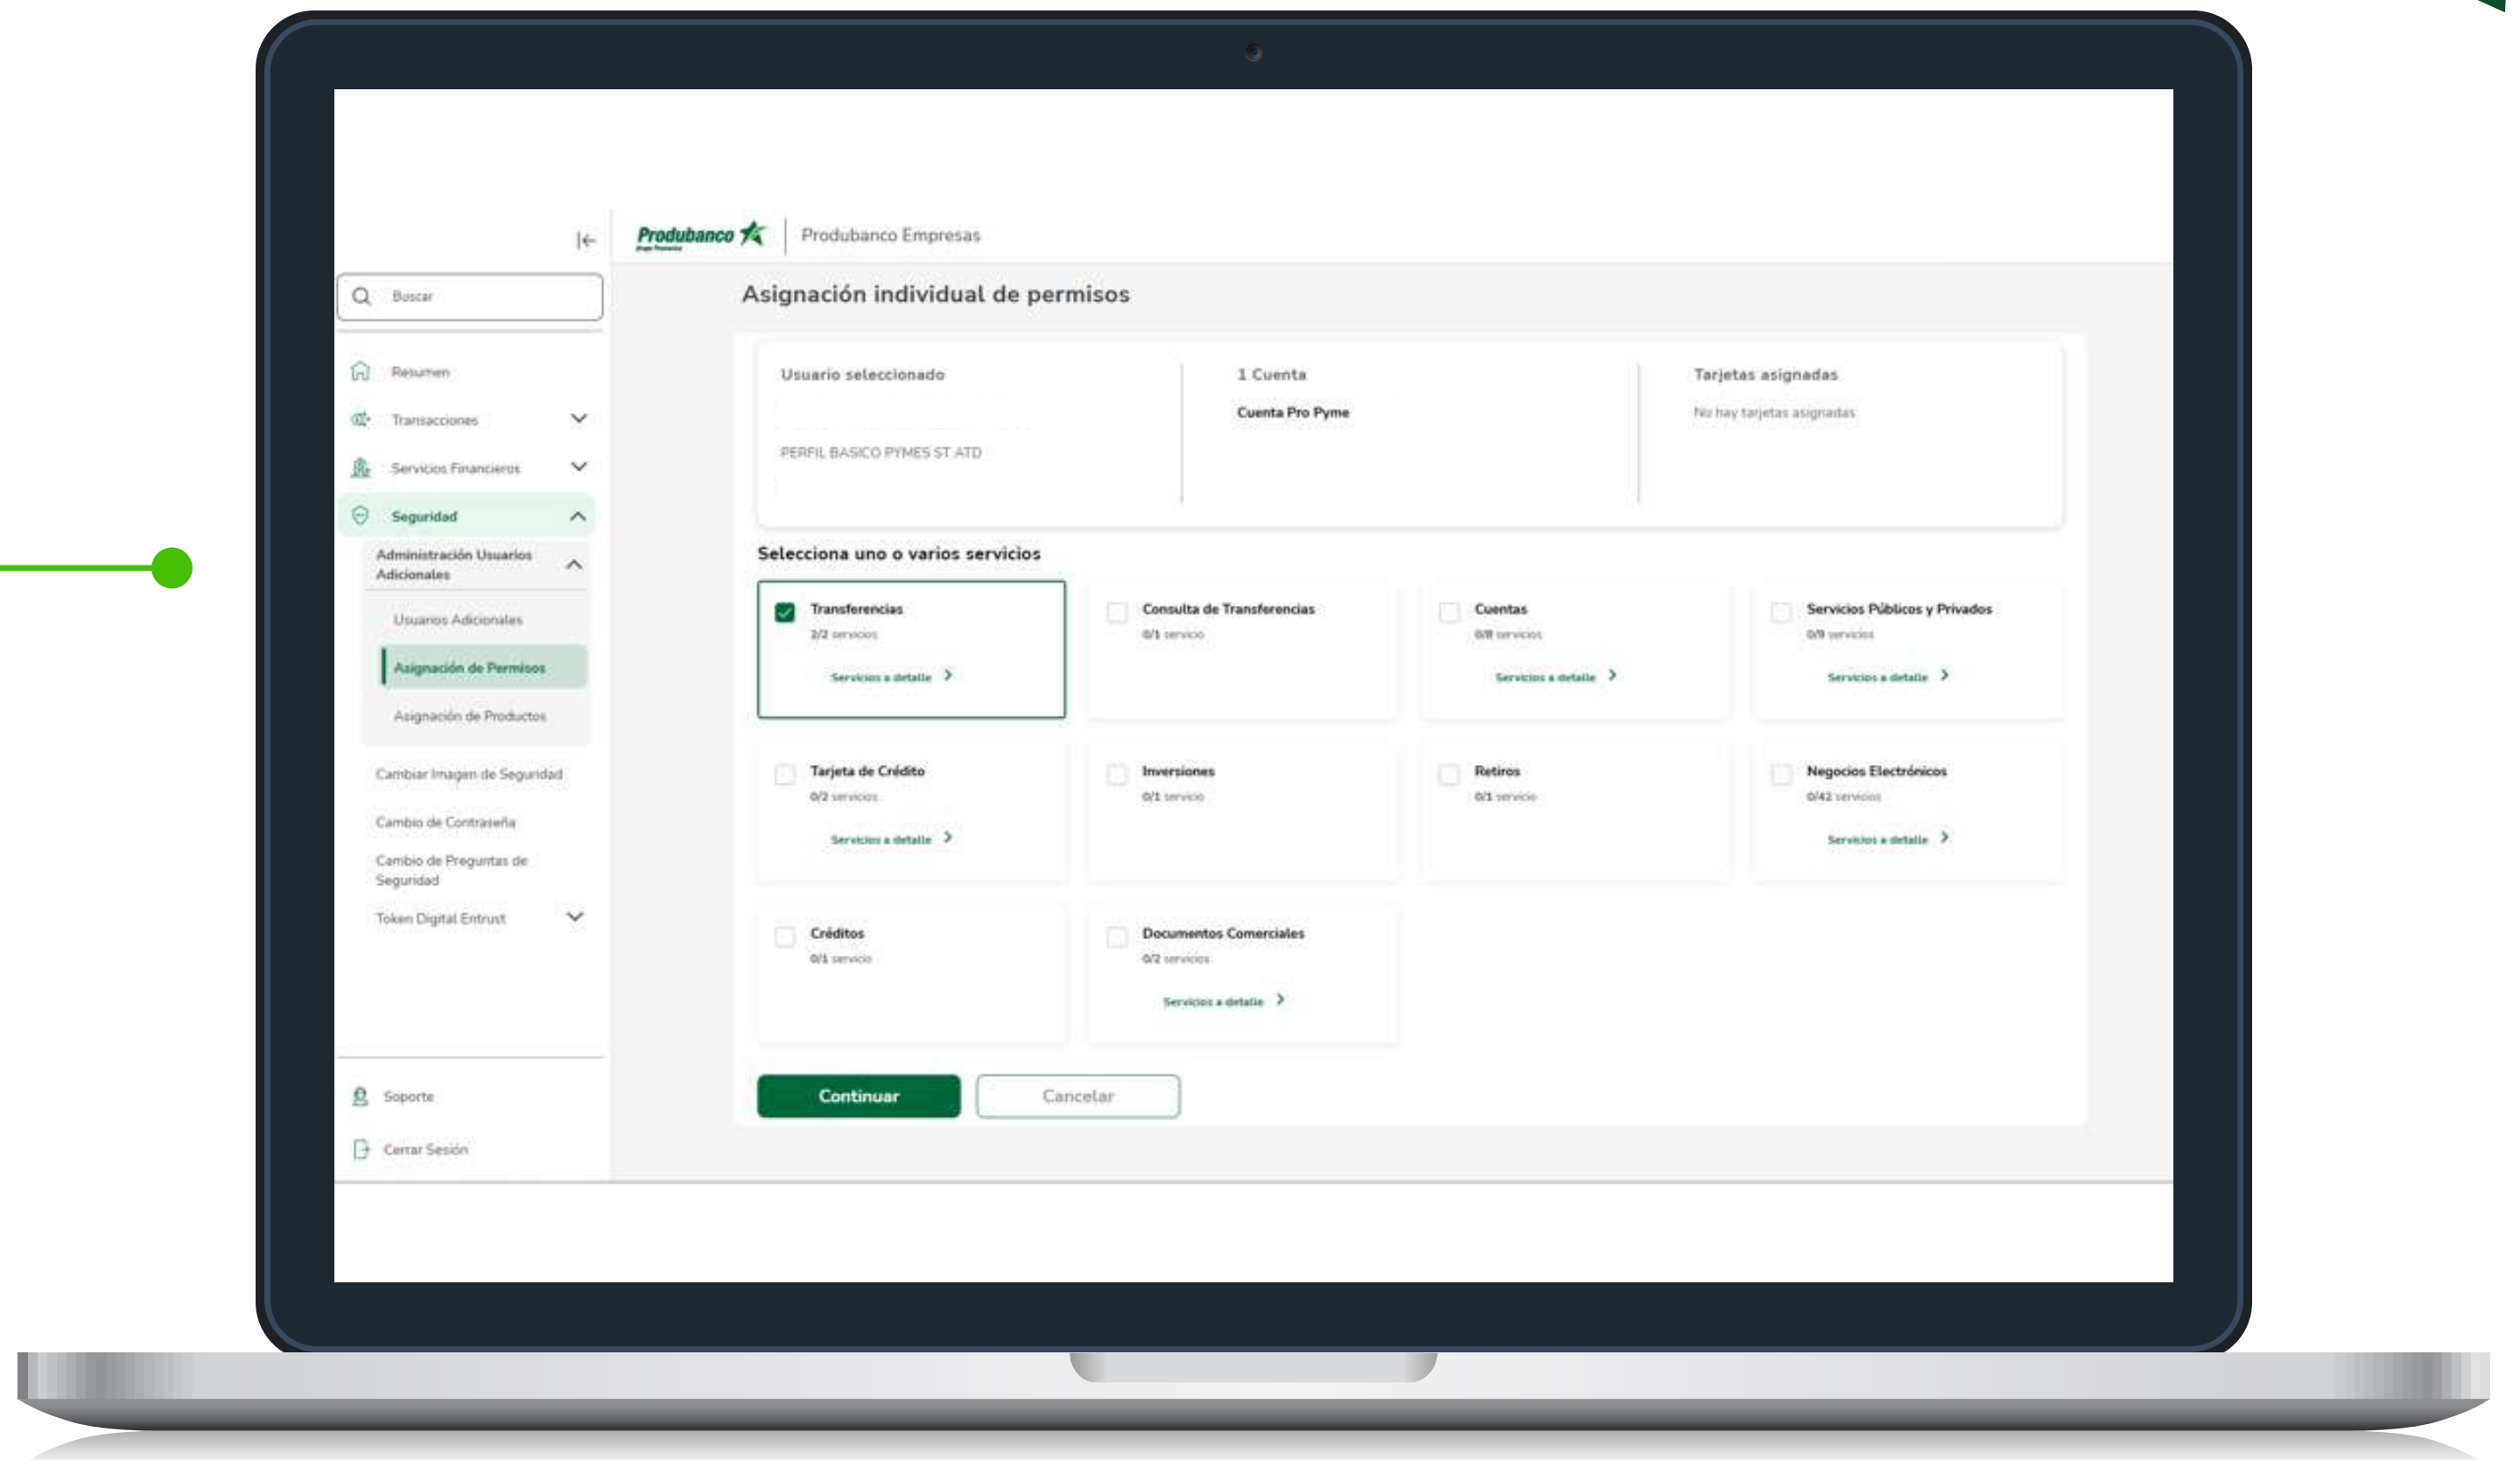 Produbanco
Grupo Promerica
Produbanco Empresas
Buscar
Resumen
Transacciones
Servicios Financieros
Seguridad
Administración Usuarios
Adicionales
Usuarios Adicionales
Asignación de Permisos
Asignación de Productos
Cambiar Imagen de Seguridad
Cambio de Contraseña
Cambio de Preguntas de
Seguridad
Token Digital Entrust
Soporte
Cerrar Sesión
Asignación individual de permisos
Usuario seleccionado
PERFIL BASICO PYMES ST ATD
1 Cuenta
Cuenta Pro Pyme
Tarjetas asignadas
No hay tarjetas asignadas
Selecciona uno o varios servicios
Transferencias
2/2 servicios
Servicios a detalle
Consulta de Transferencias
0/1 servicio
Cuentas
0/8 servicios
Servicios a detalle
Servicios Públicos y Privados
0/9 servicios
Servicios a detalle
Tarjeta de Crédito
0/2 servicios
Servicios a detalle
Inversiones
0/1 servicio
Retiros
0/1 servicio
Negocios Electrónicos
0/42 servicios
Servicios a detalle
Créditos
0/1 servicio
Documentos Comerciales
0/2 servicios
Servicios a detalle
Continuar
Cancelar